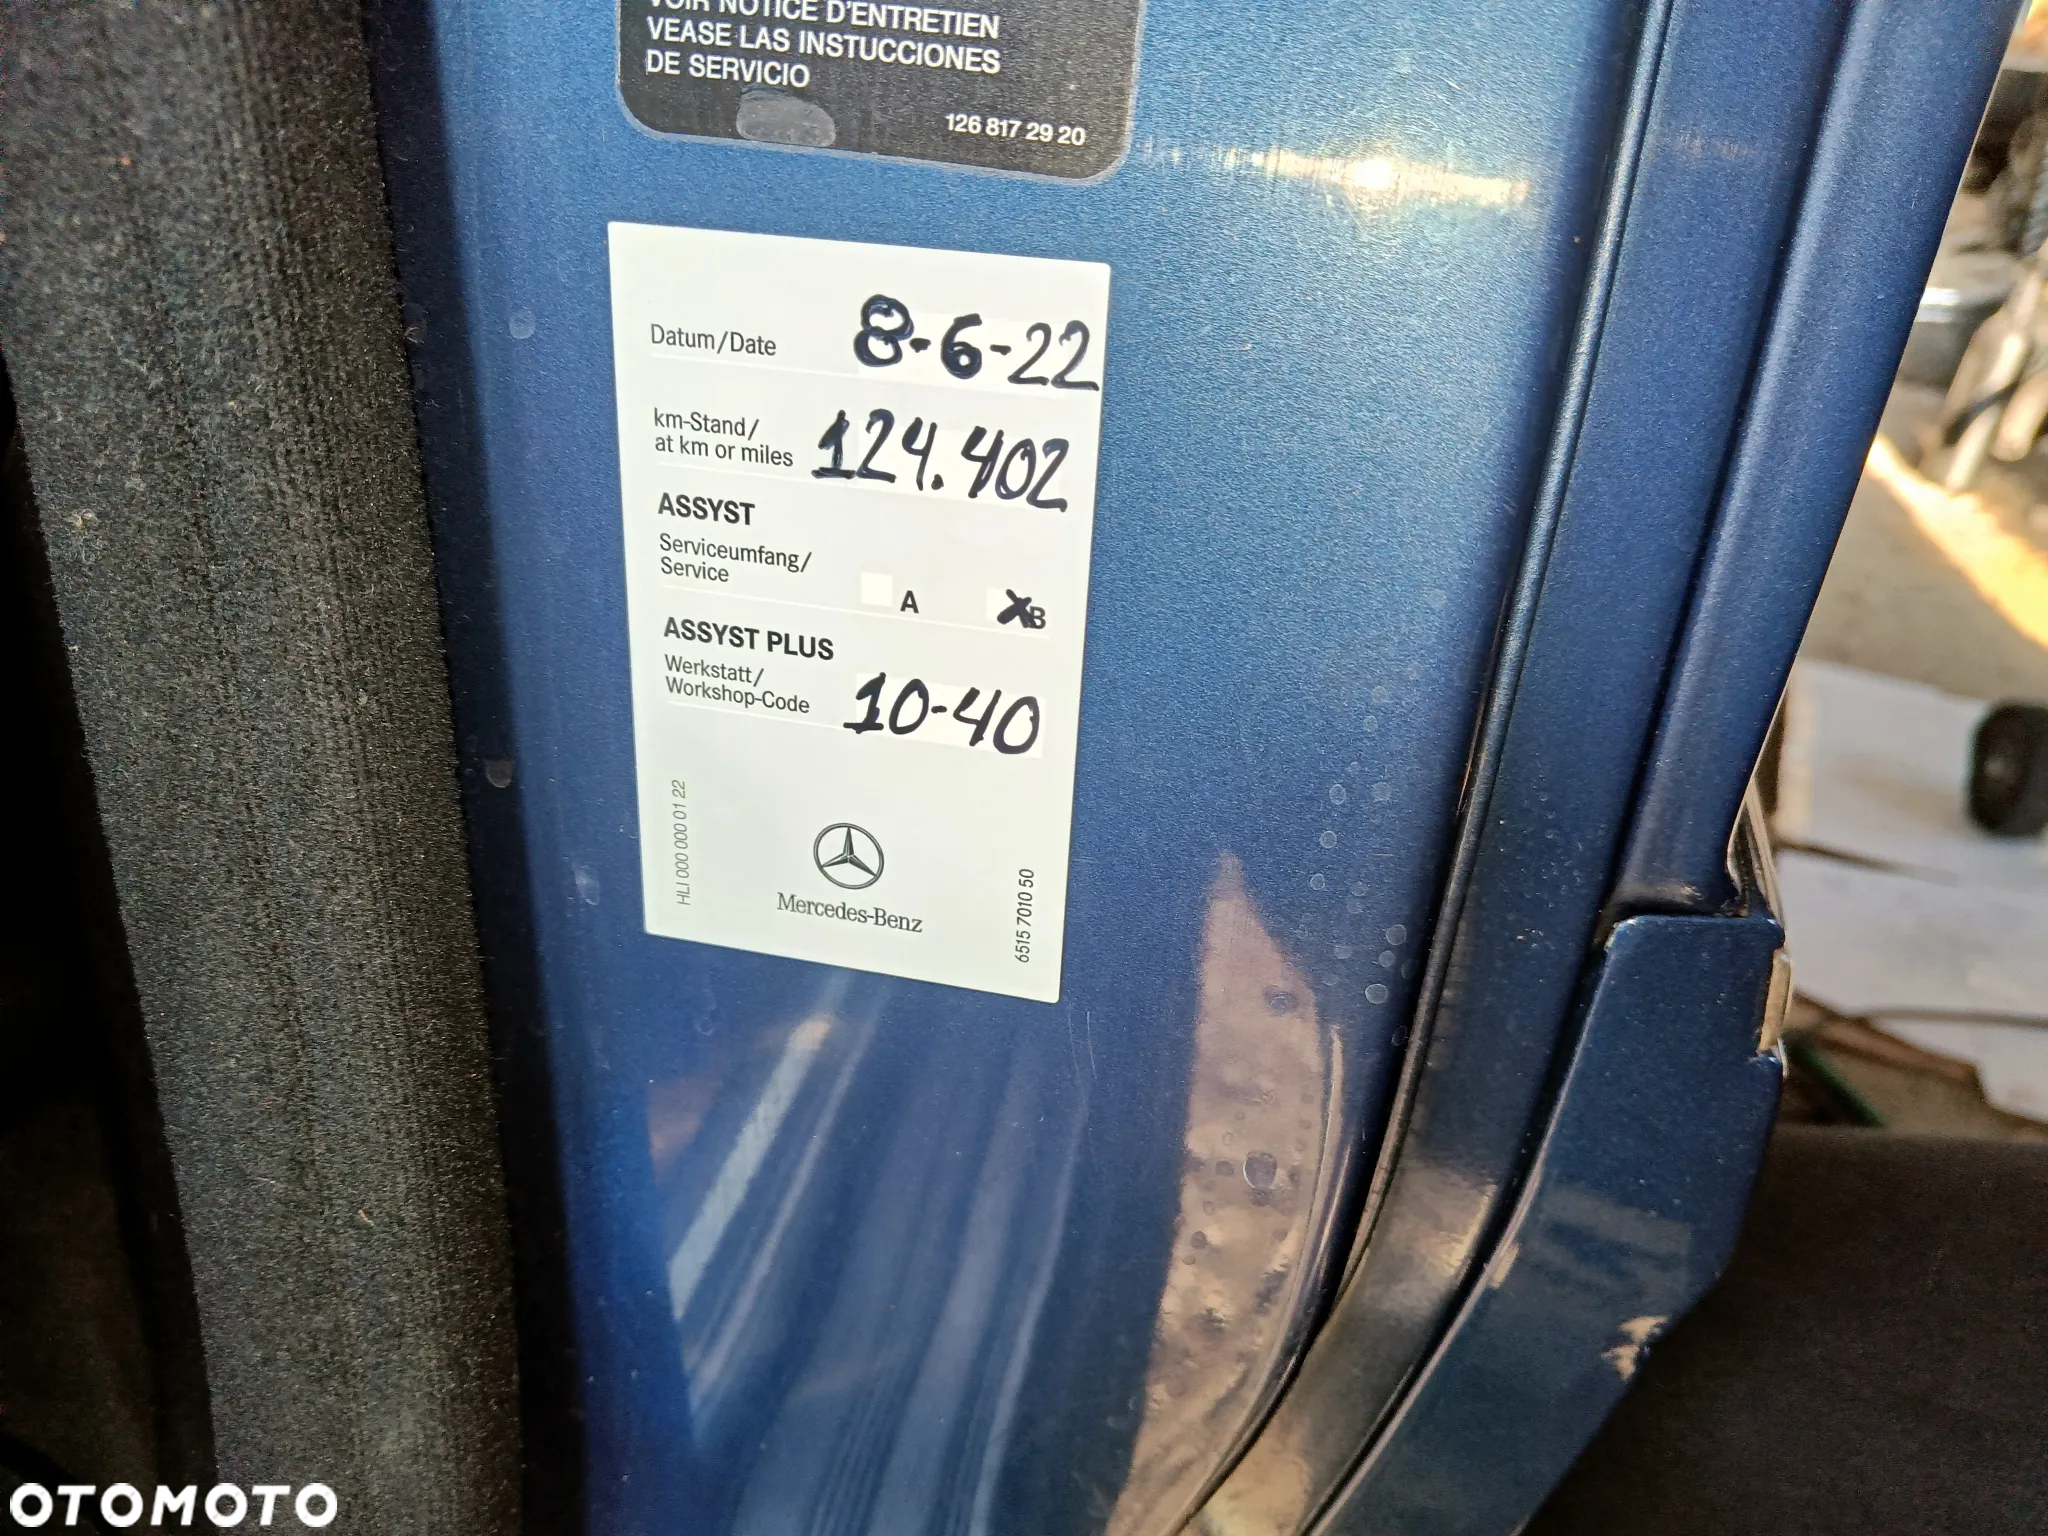 VOIR NOTICE D'ENTRETIEN
VEASE LAS INSTUCCIONES
DE SERVICIO
126 817 29 20
Datum/Date 8-6-22
km-Stand/
at km or miles 124.402
ASSYST
Serviceumfang/
Service
A X B
ASSYST PLUS
Werkstatt/
Workshop-Code 10-40
HLI 000 000 01 22
Mercedes-Benz
6515 7010 50
OTOMOTO